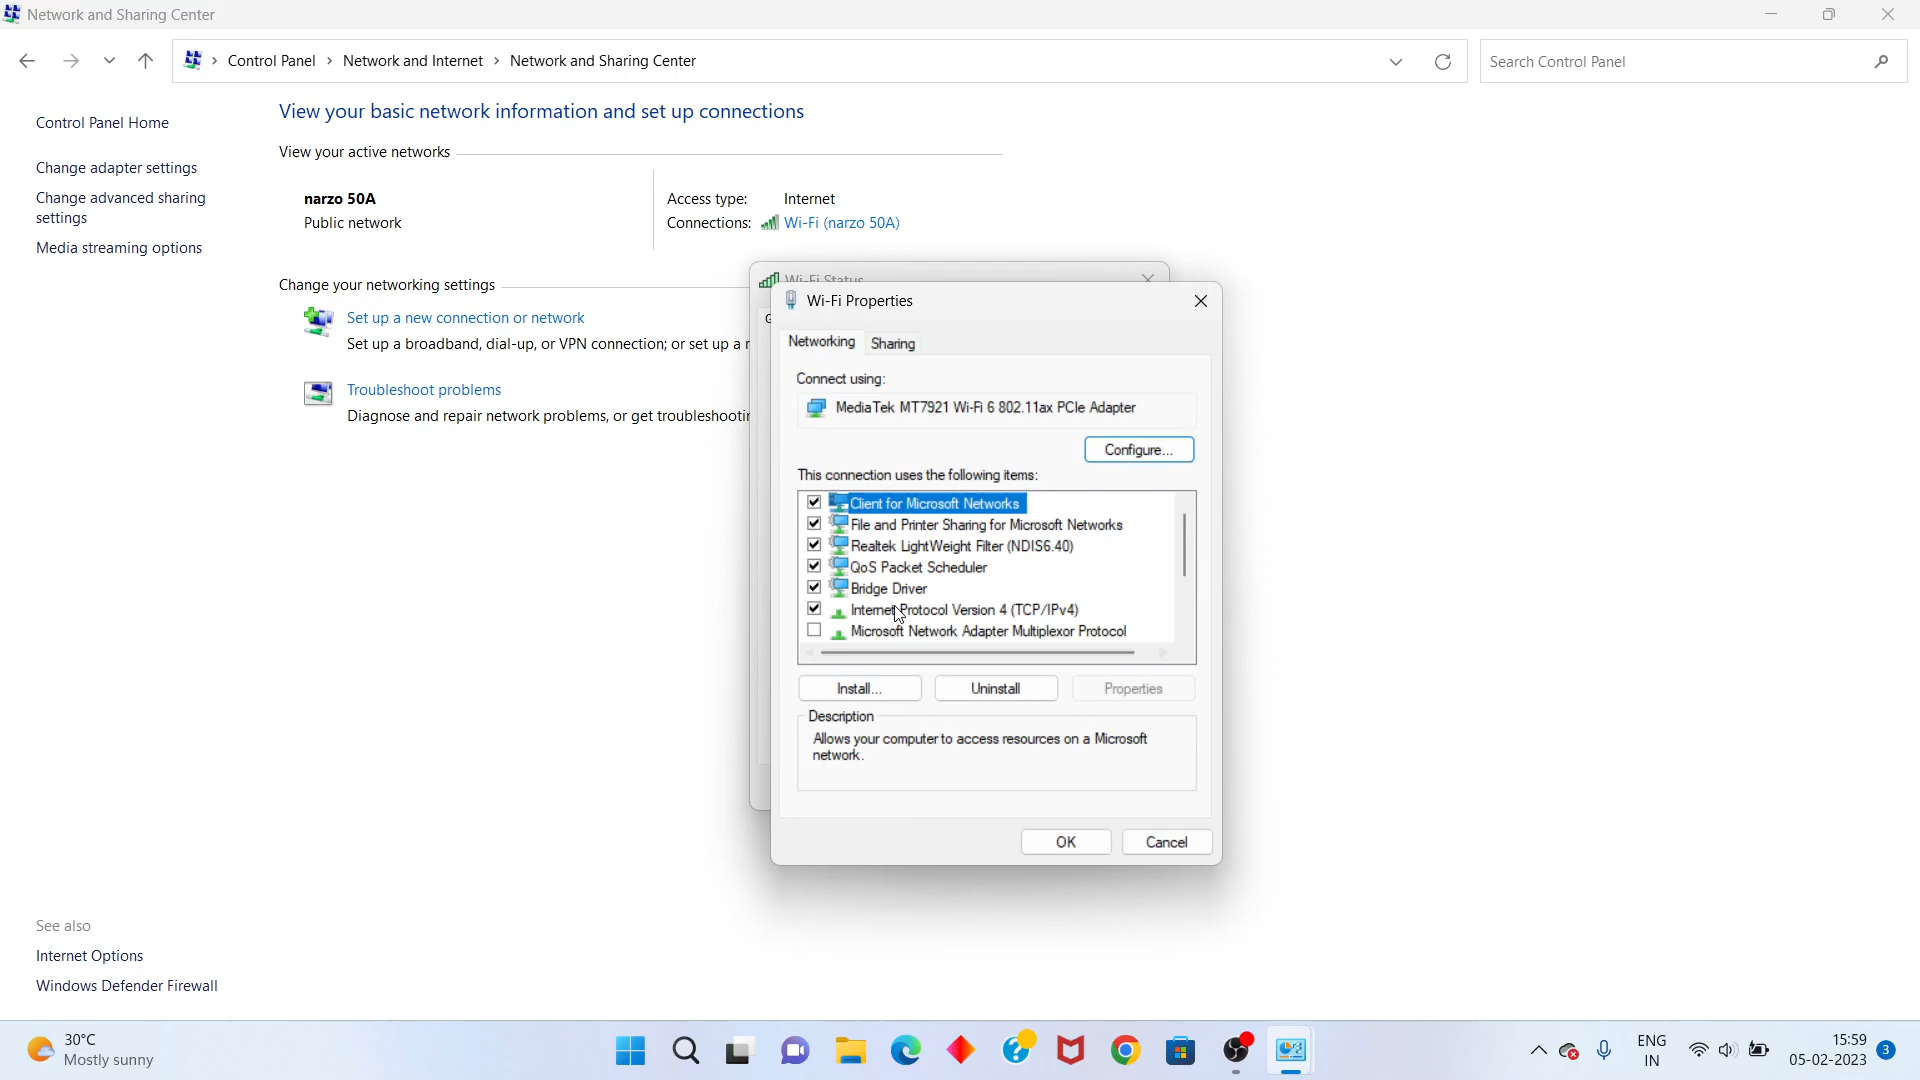 Network and Sharing Center
Control Panel > Network and Internet > Network and Sharing Center
Search Control Panel
Control Panel Home
Change adapter settings
Change advanced sharing
settings
Media streaming options
View your basic network information and set up connections
View your active networks
narzo 50A
Public network
Access type: Internet
Connections: Wi-Fi (narzo 50A)
Change your networking settings
Set up a new connection or network
Set up a broadband, dial-up, or VPN connection; or set up a
Troubleshoot problems
Diagnose and repair network problems, or get
Wi-Fi Status
Wi-Fi Properties
Networking
Sharing
Connect using:
MediaTek MT7921 Wi-Fi 6 802.11ax PCIe Adapter
Configure...
This connection uses the following items:
Client for Microsoft Networks
File and Printer Sharing for Microsoft Networks
Realtek LightWeight Filter (NDIS6.40)
QoS Packet Scheduler
Bridge Driver
Internet Protocol Version 4 (TCP/IPv4)
Microsoft Network Adapter Multiplexor Protocol
Install...
Uninstall
Properties
Description
Allows your computer to access resources on a Microsoft
network.
OK
Cancel
See also
Internet Options
Windows Defender Firewall
30°C
Mostly sunny
ENG
IN
15:59
05-02-2023
3